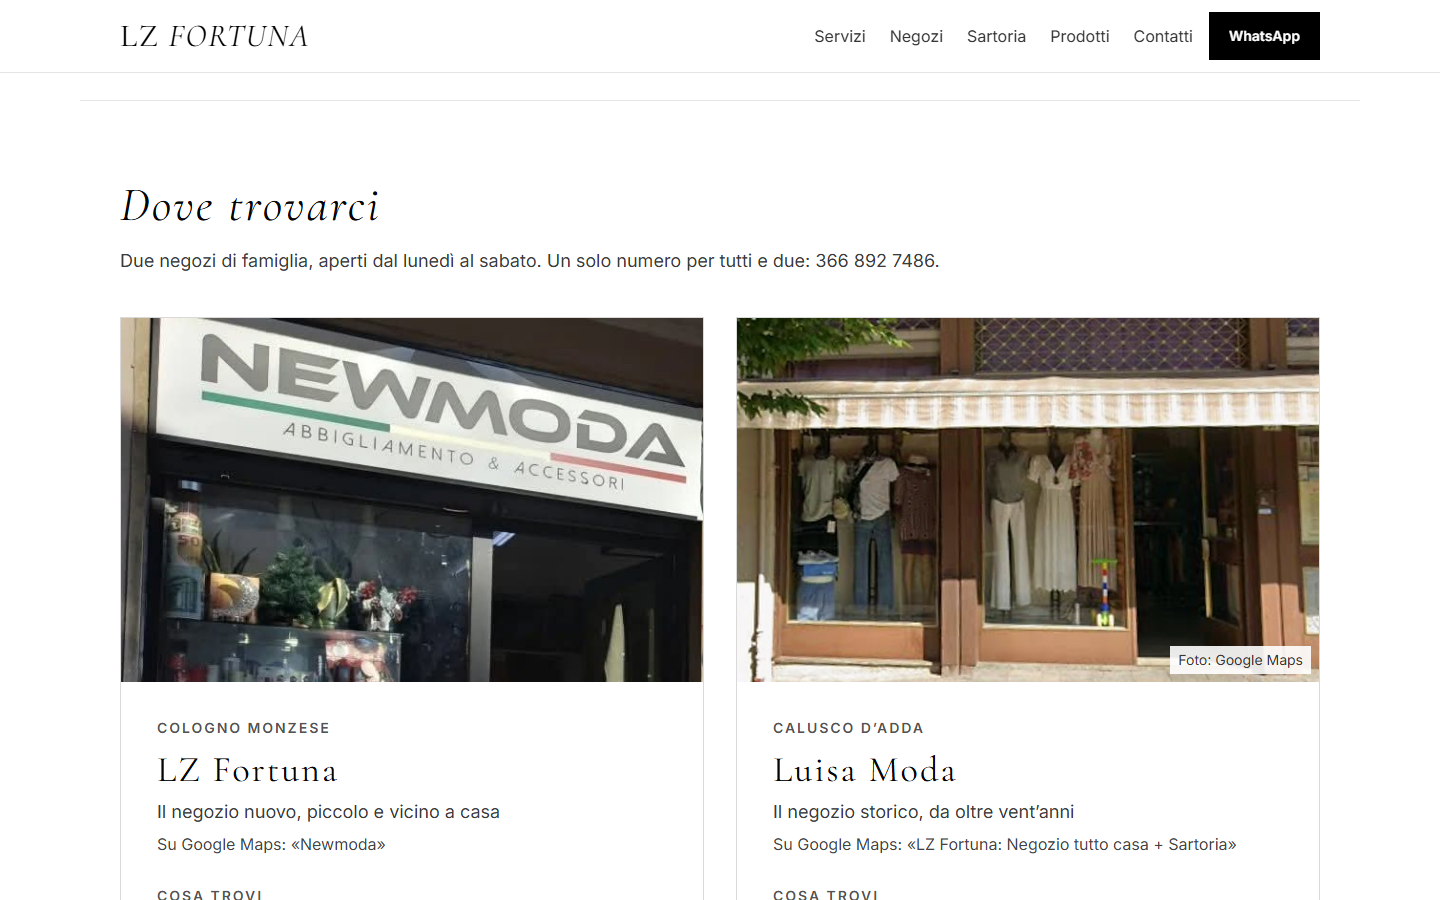 LZ FORTUNA
Servizi
Negozi
Sartoria
Prodotti
Contatti
WhatsApp
Dove trovarci
Due negozi di famiglia, aperti dal lunedì al sabato. Un solo numero per tutti e due: 366 892 7486.
NEWMODA
ABBIGLIAMENTO & ACCESSORI
50
Foto: Google Maps
COLOGNO MONZESE
LZ Fortuna
Il negozio nuovo, piccolo e vicino a casa
Su Google Maps: «Newmoda»
COSA TROVI
CALUSCO D’ADDA
Luisa Moda
Il negozio storico, da oltre vent’anni
Su Google Maps: «LZ Fortuna: Negozio tutto casa + Sartoria»
COSA TROVI